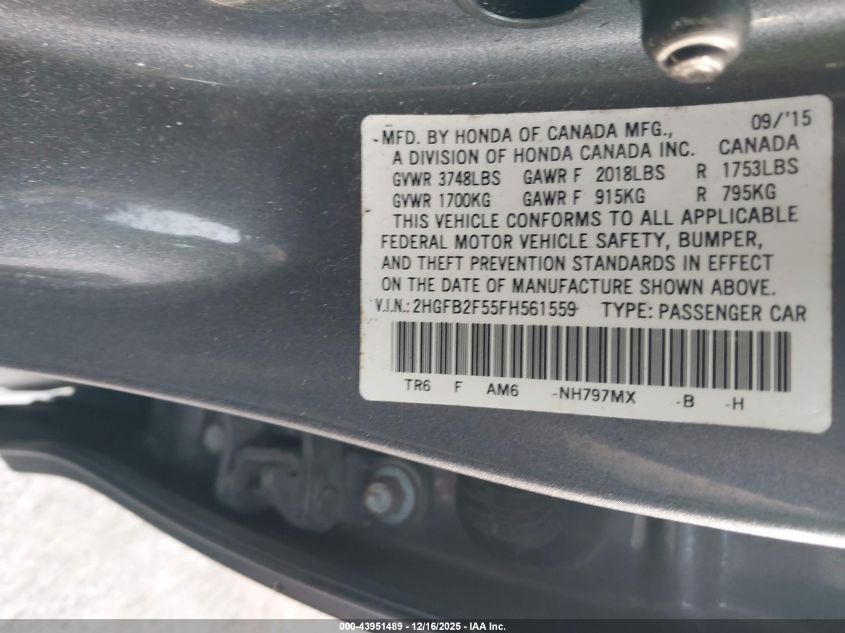 MFD. BY HONDA OF CANADA MFG., 09/'15
A DIVISION OF HONDA CANADA INC. CANADA
GVWR 3748LBS GAWR F 2018LBS R 1753LBS
GVWR 1700KG GAWR F 915KG R 795KG
THIS VEHICLE CONFORMS TO ALL APPLICABLE
FEDERAL MOTOR VEHICLE SAFETY, BUMPER,
AND THEFT PREVENTION STANDARDS IN EFFECT
ON THE DATE OF MANUFACTURE SHOWN ABOVE.
V.I.N.: 2HGFB2F55FH561559 TYPE: PASSENGER CAR
TR6 F AM6 -NH797MX -B -H
000-43951489 - 12/16/2025 - IAA Inc.